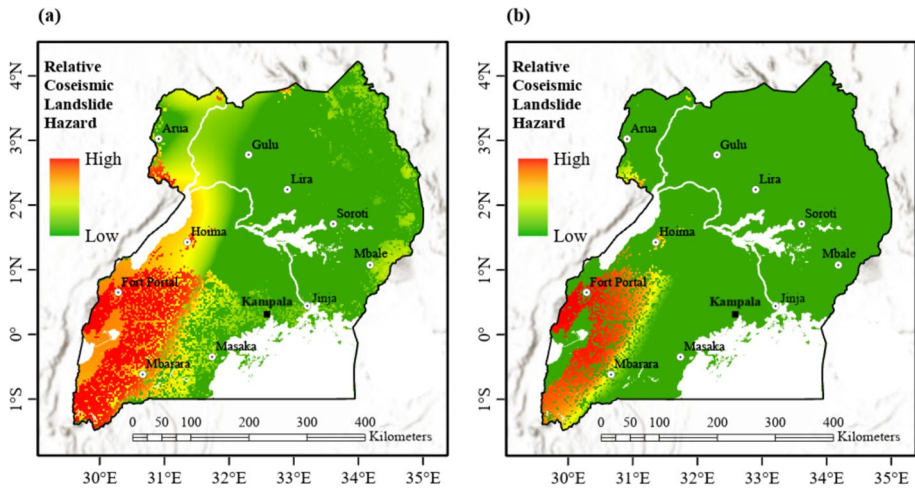 (a)
Relative
Coseismic
Landslide
Hazard
High
Low
4°N
3°N
2°N
1°N
0°
1°S
Arua
Gulu
Lira
Soroti
Hoima
Mbale
Fort Portal
Kampala
Jinja
Masaka
Mbarara
0 50 100 200 300 400
Kilometers
30°E 31°E 32°E 33°E 34°E 35°E
(b)
Relative
Coseismic
Landslide
Hazard
High
Low
4°N
3°N
2°N
1°N
0°
1°S
Arua
Gulu
Lira
Soroti
Hoima
Mbale
Fort Portal
Kampala
Jinja
Masaka
Mbarara
0 50 100 200 300 400
Kilometers
30°E 31°E 32°E 33°E 34°E 35°E